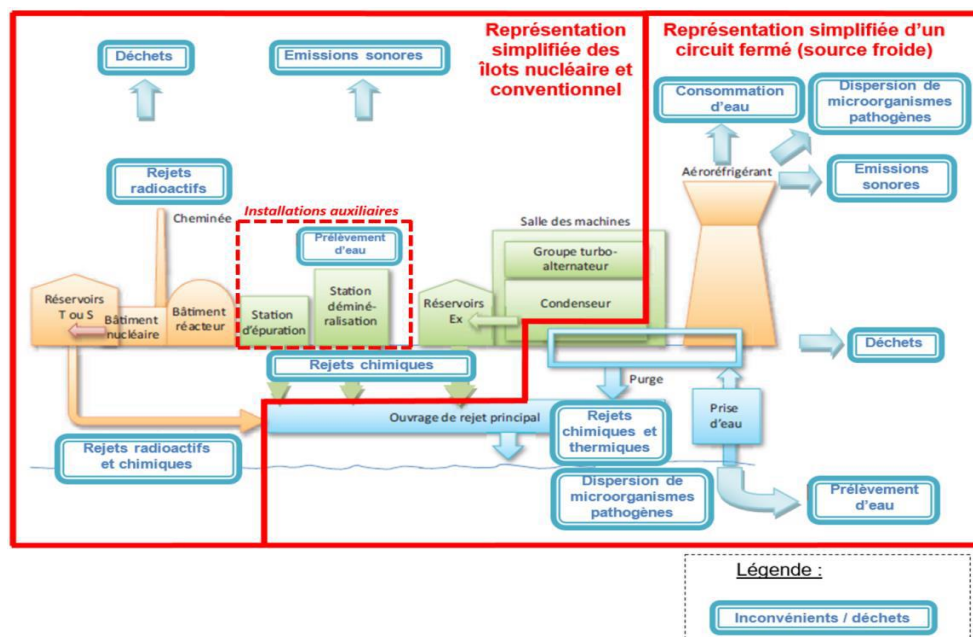 Représentation
simplifiée des
îlots nucléaire et
conventionnel
Représentation simplifiée d'un
circuit fermé (source froide)
Déchets
Emissions sonores
Consommation
d'eau
Dispersion de
microorganismes
pathogènes
Rejets
radioactifs
Cheminée
Installations auxiliaires
Prélèvement
d'eau
Salle des machines
Aéroréfrigérant
Emissions
sonores
Groupe turbo-
alternateur
Condenseur
Réservoirs
T ou S
Bâtiment
nucléaire
Bâtiment
réacteur
Station
d'épuration
Station
déminé-
ralisation
Réservoirs
Ex
Rejets chimiques
Déchets
Purge
Ouvrage de rejet principal
Rejets
chimiques et
thermiques
Prise
d'eau
Rejets radioactifs
et chimiques
Dispersion de
microorganismes
pathogènes
Prélèvement
d'eau
Légende :
Inconvénients / déchets